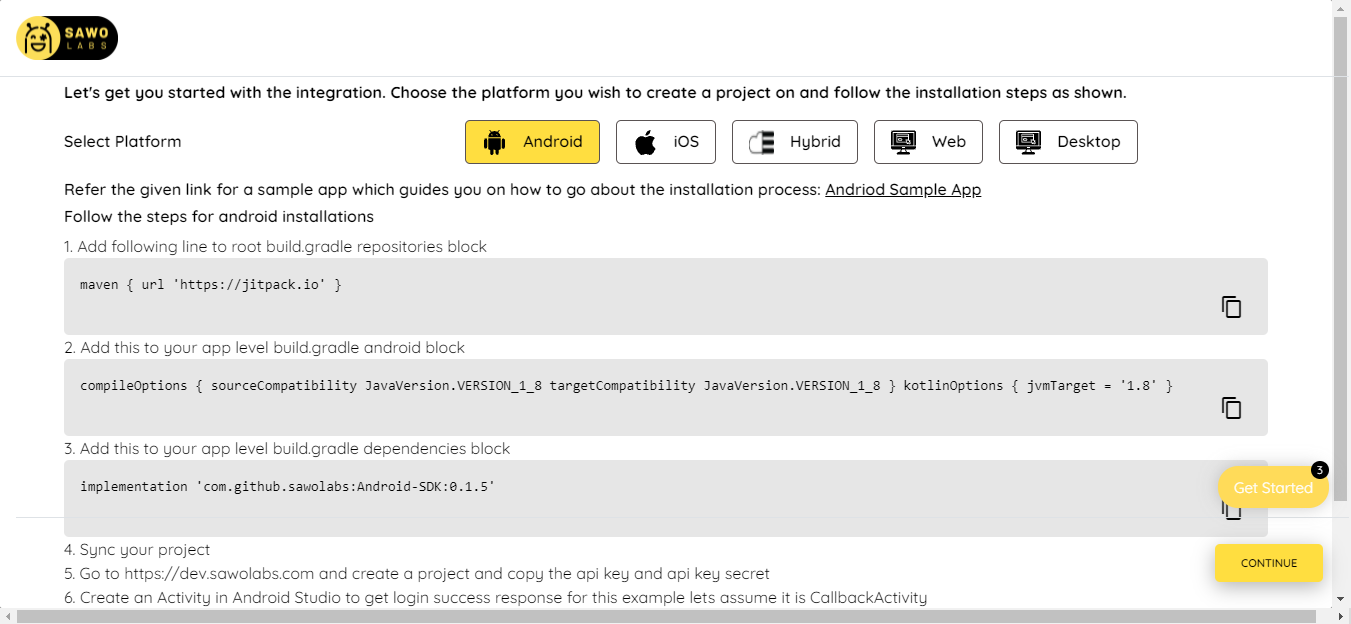 SAWO
LABS
Let's get you started with the integration. Choose the platform you wish to create a project on and follow the installation steps as shown.
Select Platform
Android
iOS
Hybrid
Web
Desktop
Refer the given link for a sample app which guides you on how to go about the installation process: Andriod Sample App
Follow the steps for android installations
1. Add following line to root build.gradle repositories block
maven { url 'https://jitpack.io' }
2. Add this to your app level build.gradle android block
compileOptions { sourceCompatibility JavaVersion.VERSION_1_8 targetCompatibility JavaVersion.VERSION_1_8 } kotlinOptions { jvmTarget = '1.8' }
3. Add this to your app level build.gradle dependencies block
implementation 'com.github.sawolabs:Android-SDK:0.1.5'
3
Get Started
4. Sync your project
5. Go to https://dev.sawolabs.com and create a project and copy the api key and api key secret
CONTINUE
6. Create an Activity in Android Studio to get login success response for this example lets assume it is CallbackActivity